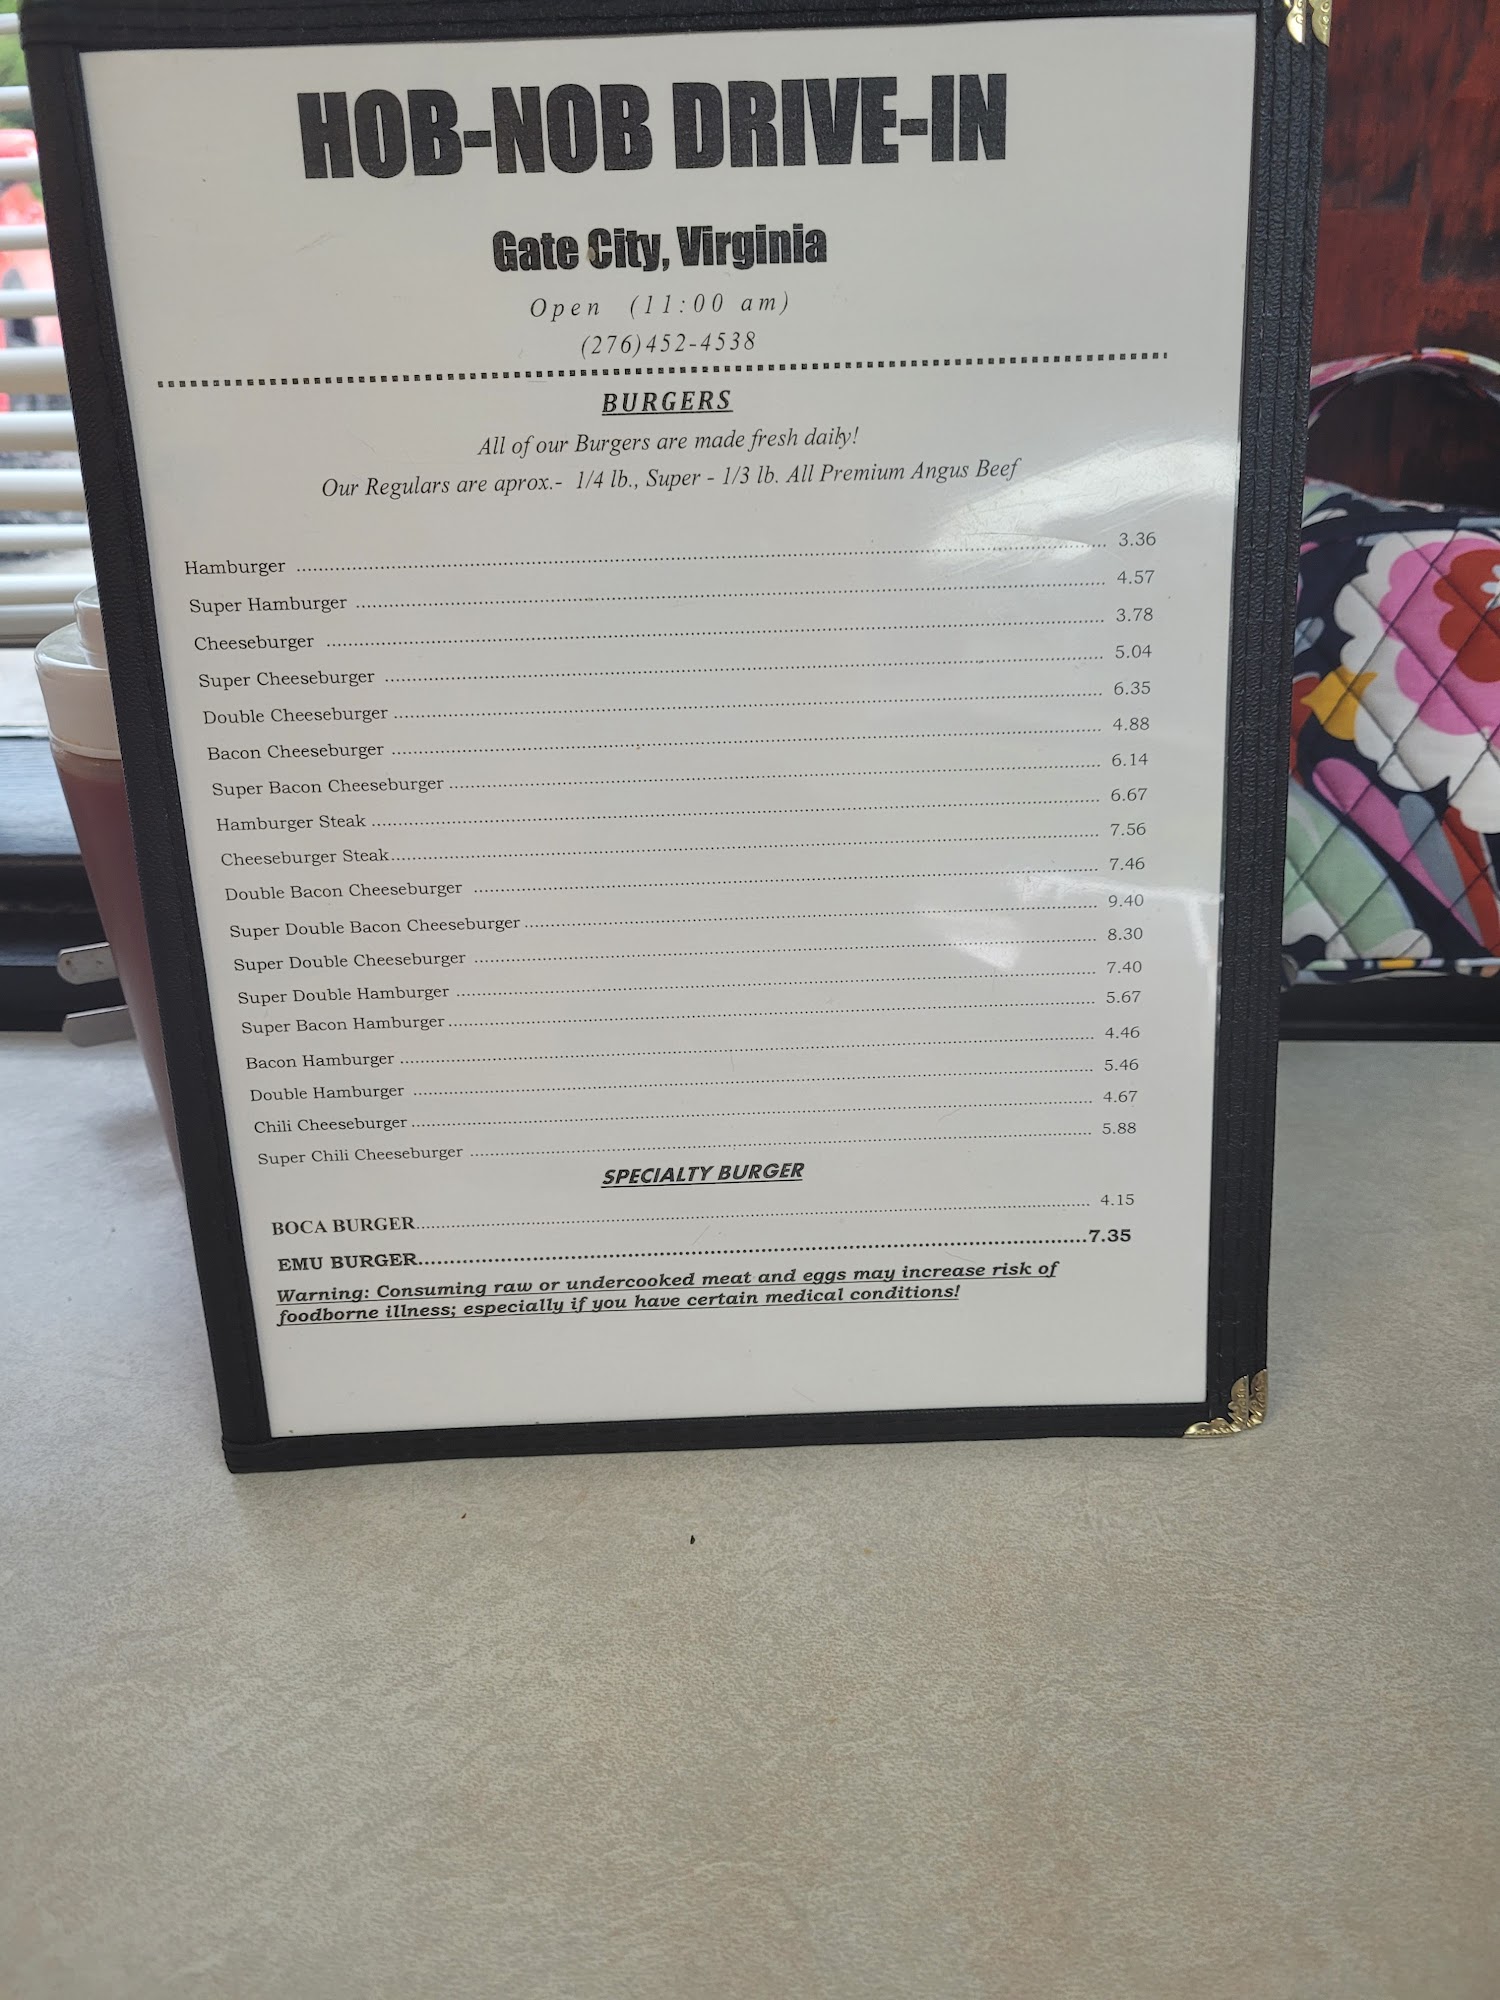 HOB-NOB DRIVE-IN
Gate City, Virginia
Open (11:00 am)
(276)452-4538
BURGERS
All of our Burgers are made fresh daily!
Our Regulars are aprox.- 1/4 lb., Super - 1/3 lb. All Premium Angus Beef
Hamburger 3.36
Super Hamburger 4.57
Cheeseburger 3.78
Super Cheeseburger 5.04
Double Cheeseburger 6.35
Bacon Cheeseburger 4.88
Super Bacon Cheeseburger 6.14
Hamburger Steak 6.67
Cheeseburger Steak 7.56
Double Bacon Cheeseburger 7.46
Super Double Bacon Cheeseburger 9.40
Super Double Cheeseburger 8.30
Super Double Hamburger 7.40
Super Bacon Hamburger 5.67
Bacon Hamburger 4.46
Double Hamburger 5.46
Chili Cheeseburger 4.67
Super Chili Cheeseburger 5.88
SPECIALTY BURGER
BOCA BURGER 4.15
EMU BURGER 7.35
Warning: Consuming raw or undercooked meat and eggs may increase risk of
foodborne illness; especially if you have certain medical conditions!